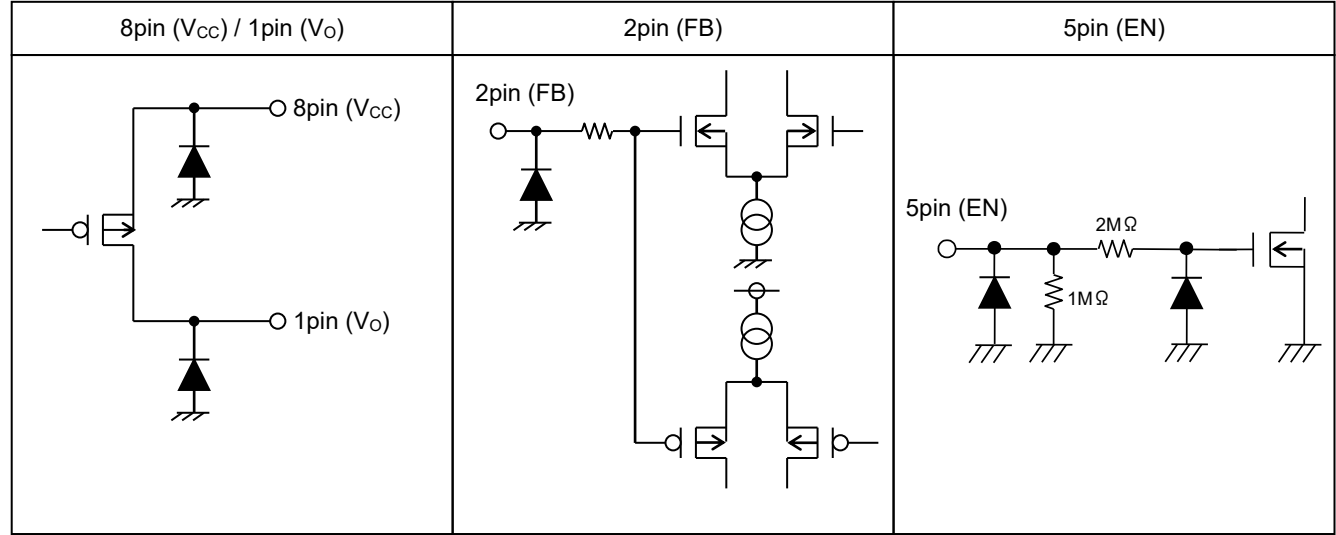 8pin (VCC) / 1pin (VO)
2pin (FB)
5pin (EN)
8pin (VCC)
1pin (VO)
2pin (FB)
5pin (EN)
2MΩ
1MΩ